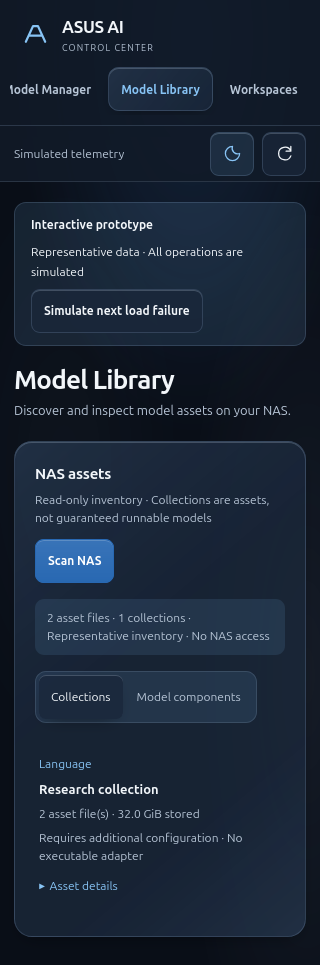 ASUS AI
CONTROL CENTER
Model Manager
Model Library
Workspaces
Simulated telemetry
Interactive prototype
Representative data · All operations are
simulated
Simulate next load failure
Model Library
Discover and inspect model assets on your NAS.
NAS assets
Read-only inventory · Collections are assets,
not guaranteed runnable models
Scan NAS
2 asset files · 1 collections ·
Representative inventory · No NAS access
Collections
Model components
Language
Research collection
2 asset file(s) · 32.0 GiB stored
Requires additional configuration · No
executable adapter
Asset details